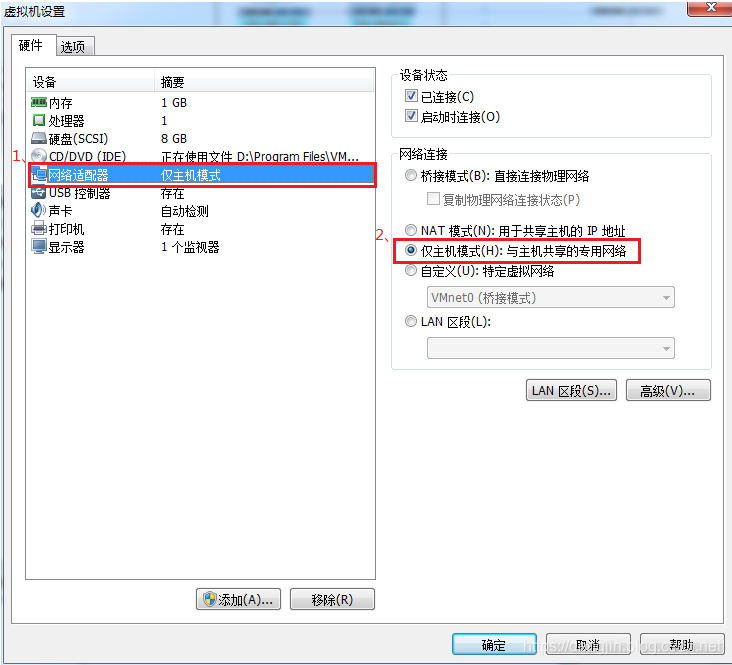 虚拟机设置
硬件 选项
设备 摘要
内存 1 GB
处理器 1
硬盘(SCSI) 8 GB
1、 CD/DVD (IDE) 正在使用文件 D:\Program Files\VM...
网络适配器 仅主机模式
USB 控制器 存在
声卡 自动检测
打印机 存在
显示器 1 个监视器
添加(A)... 移除(R)
设备状态
已连接(C)
启动时连接(O)
网络连接
桥接模式(B): 直接连接物理网络
复制物理网络连接状态(P)
NAT 模式(N): 用于共享主机的 IP 地址
2、 仅主机模式(H): 与主机共享的专用网络
自定义(U): 特定虚拟网络
VMnet0 (桥接模式)
LAN 区段(L):
LAN 区段(S)... 高级(V)...
确定 取消 帮助